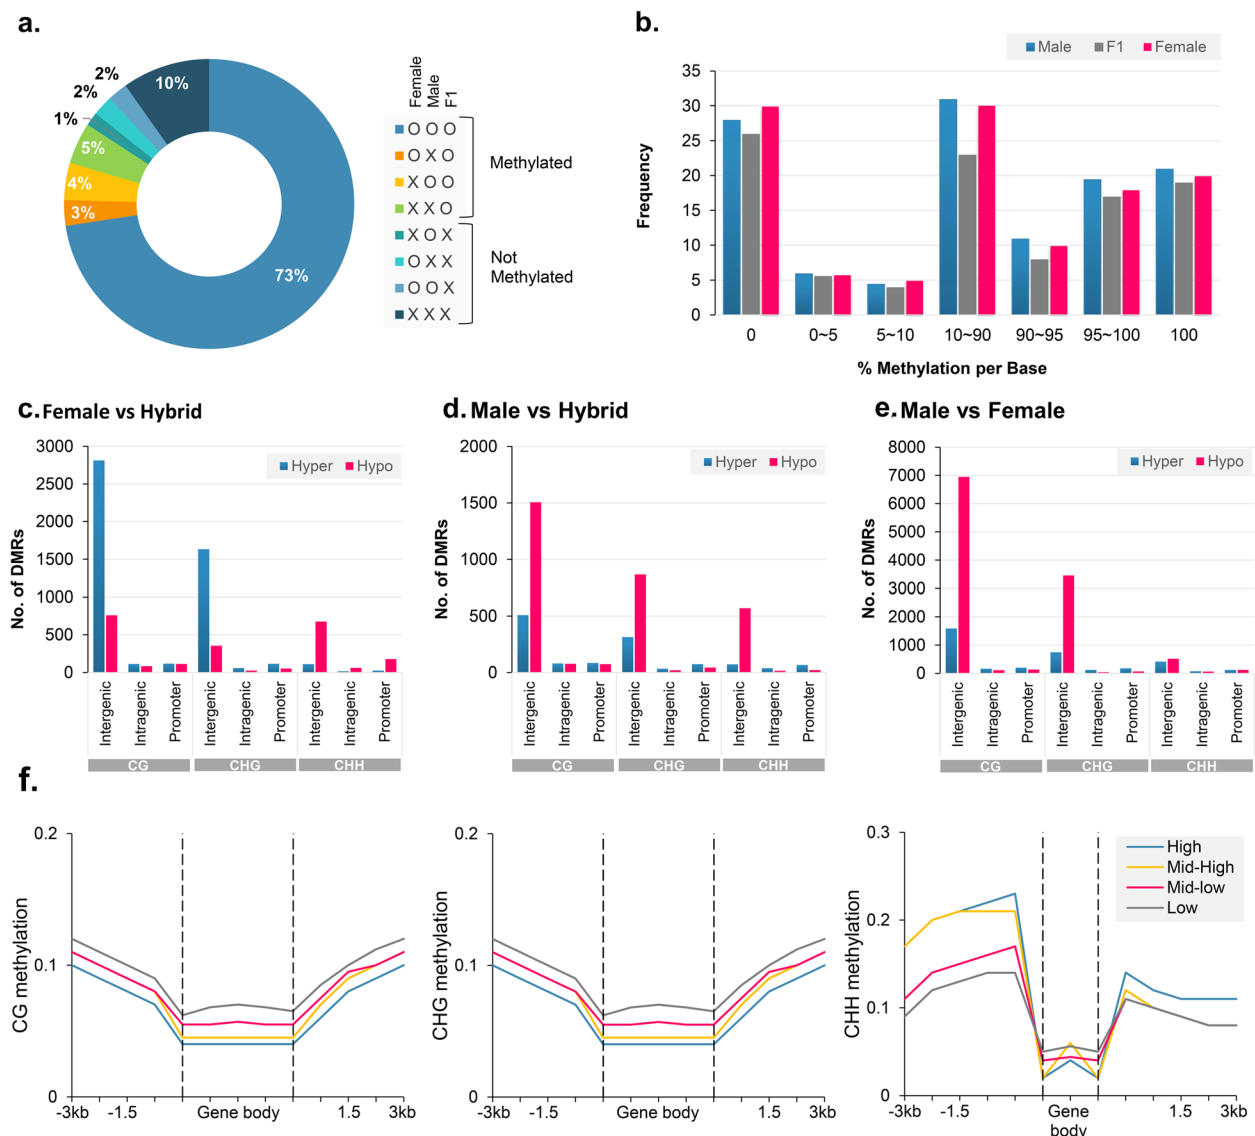 a.
2%
2%
1%
5%
4%
3%
10%
73%
Female
Male
F1
O O O
O X O
X O O
X X O
X O X
O X X
O O X
X X X
Methylated
Not
Methylated
b.
Male F1 Female
Frequency
35
30
25
20
15
10
5
0
0 0~5 5~10 10~90 90~95 95~100 100
% Methylation per Base
c. Female vs Hybrid
Hyper Hypo
No. of DMRs
3000
2500
2000
1500
1000
500
0
Intergenic
Intragenic
Promoter
Intergenic
Intragenic
Promoter
Intergenic
Intragenic
Promoter
CG CHG CHH
d. Male vs Hybrid
Hyper Hypo
No. of DMRs
2000
1500
1000
500
0
Intergenic
Intragenic
Promoter
Intergenic
Intragenic
Promoter
Intergenic
Intragenic
Promoter
CG CHG CHH
e. Male vs Female
Hyper Hypo
No. of DMRs
8000
7000
6000
5000
4000
3000
2000
1000
0
Intergenic
Intragenic
Promoter
Intergenic
Intragenic
Promoter
Intergenic
Intragenic
Promoter
CG CHG CHH
f.
CG methylation
0.2
0.1
0
-3kb -1.5 Gene body 1.5 3kb
CHG methylation
0.2
0.1
0
-3kb -1.5 Gene body 1.5 3kb
CHH methylation
0.3
0.2
0.1
0
-3kb -1.5 Gene 1.5 3kb
body
High
Mid-High
Mid-low
Low